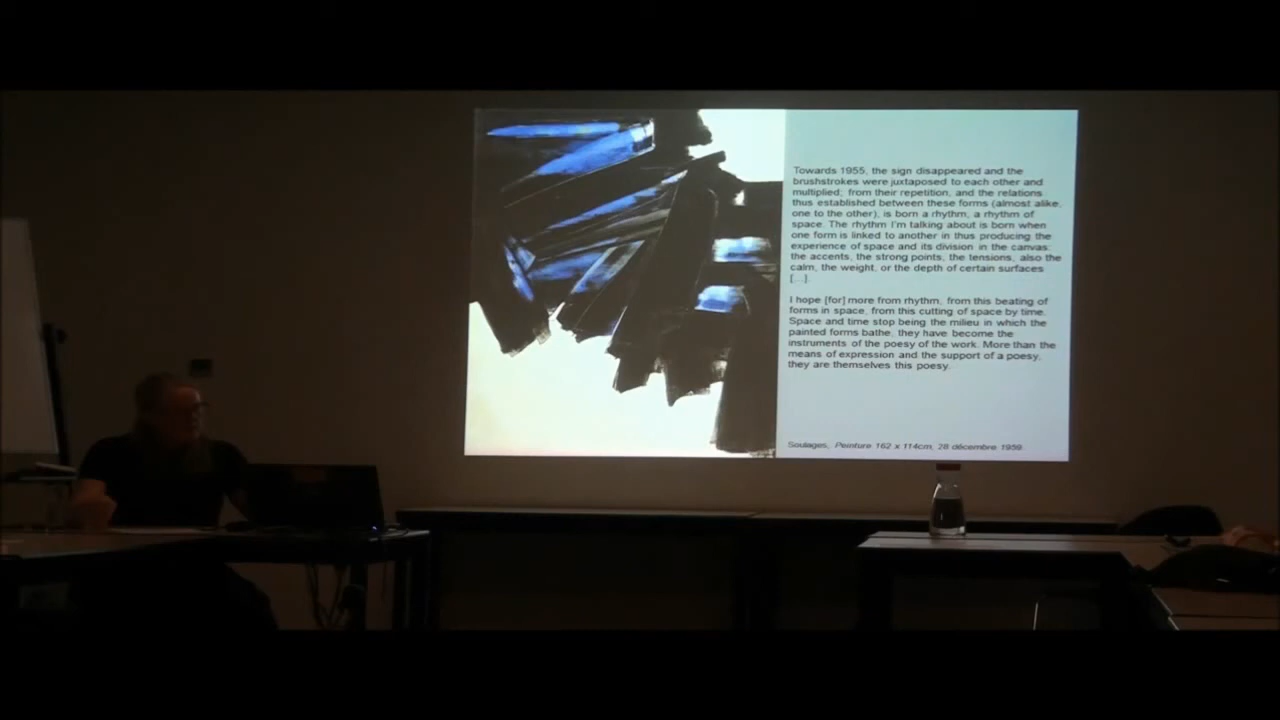 Towards 1955, the sign disappeared and the
brushstrokes were juxtaposed to each other and
multiplied; from their repetition, and the relations
thus established between these forms (almost alike,
one to the other), is born a rhythm, a rhythm of
space. The rhythm I'm talking about is born when
one form is linked to another in thus producing the
experience of space and its division in the canvas:
the accents, the strong points, the tensions, also the
calm, the weight, or the depth of certain surfaces
[...].
I hope [for] more from rhythm, from this beating of
forms in space, from this cutting of space by time.
Space and time stop being the milieu in which the
painted forms bathe, they have become the
instruments of the poesy of the work. More than the
means of expression and the support of a poesy,
they are themselves this poesy.
Soulages, Peinture 162 x 114cm, 28 décembre 1959